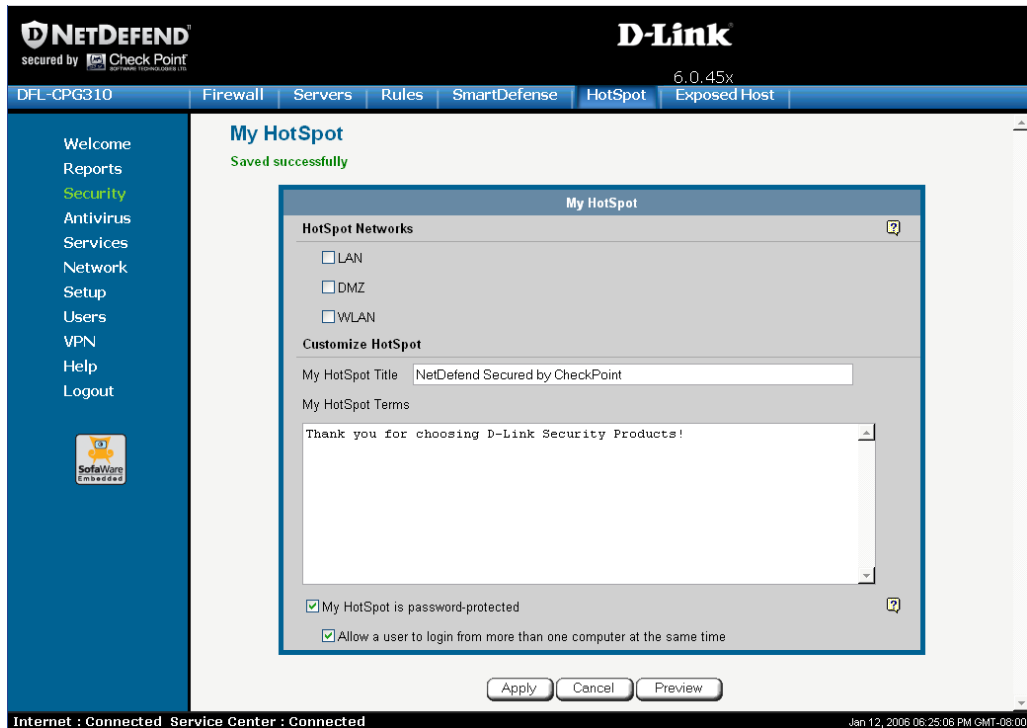 NETDEFEND
secured by Check Point
SOFTWARE TECHNOLOGIES LTD.
D-Link
6.0.45x
DFL-CPG310
Firewall Servers Rules SmartDefense HotSpot Exposed Host
Welcome
Reports
Security
Antivirus
Services
Network
Setup
Users
VPN
Help
Logout
SofaWare
Embedded
My HotSpot
Saved successfully
My HotSpot
HotSpot Networks ?
LAN
DMZ
WLAN
Customize HotSpot
My HotSpot Title NetDefend Secured by CheckPoint
My HotSpot Terms
Thank you for choosing D-Link Security Products!
My HotSpot is password-protected ?
Allow a user to login from more than one computer at the same time
Apply Cancel Preview
Internet : Connected Service Center : Connected Jan 12, 2006 06:25:06 PM GMT-08:00